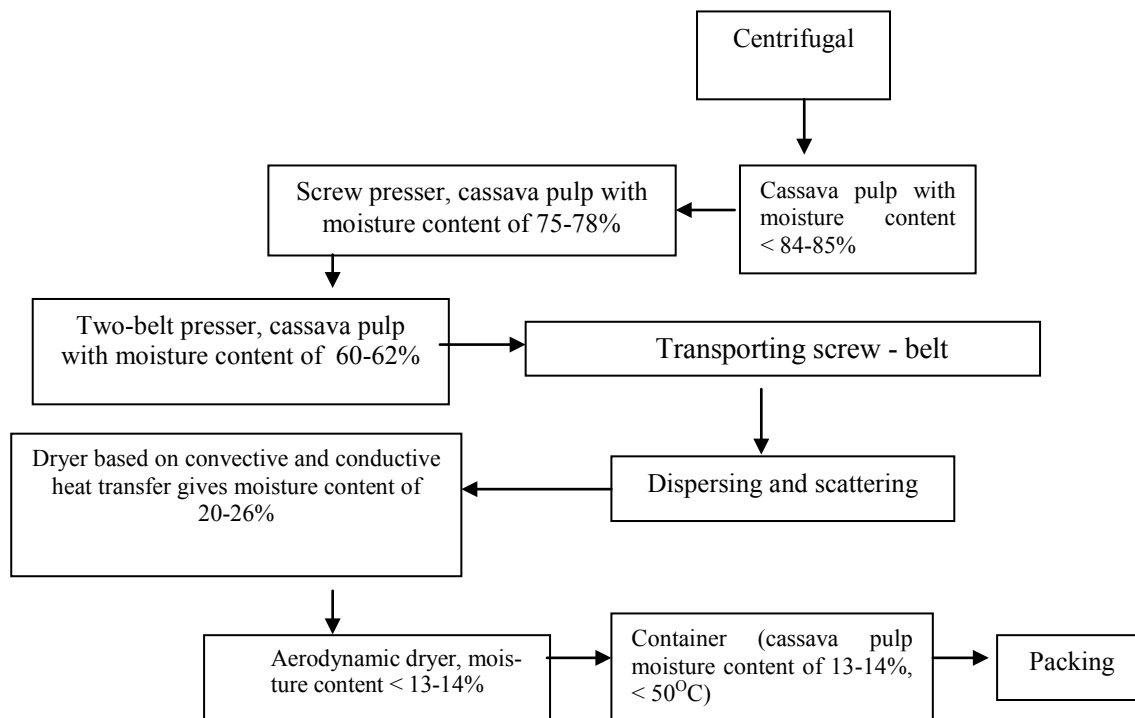 Centrifugal
Cassava pulp with
moisture content
< 84-85%
Screw presser, cassava pulp with
moisture content of 75-78%
Two-belt presser, cassava pulp
with moisture content of 60-62%
Transporting screw - belt
Dispersing and scattering
Dryer based on convective and conductive
heat transfer gives moisture content of
20-26%
Aerodynamic dryer, mois-
ture content < 13-14%
Container (cassava pulp
moisture content of 13-14%,
< 50⁰C)
Packing